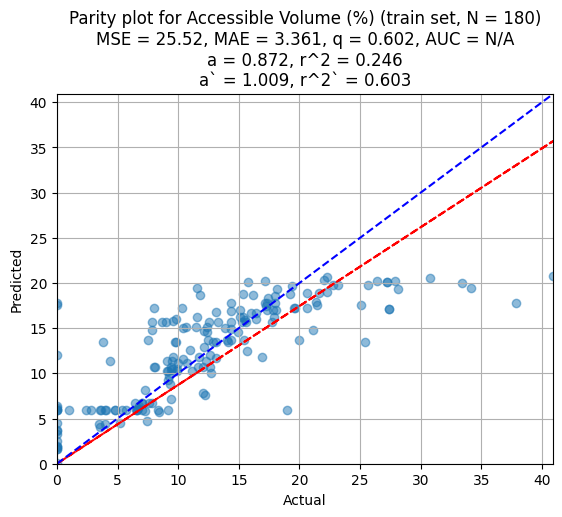 Parity plot for Accessible Volume (%) (train set, N = 180)
MSE = 25.52, MAE = 3.361, q = 0.602, AUC = N/A
a = 0.872, r^2 = 0.246
a` = 1.009, r^2` = 0.603
40
35
30
25
20
15
10
5
0
Predicted
0 5 10 15 20 25 30 35 40
Actual